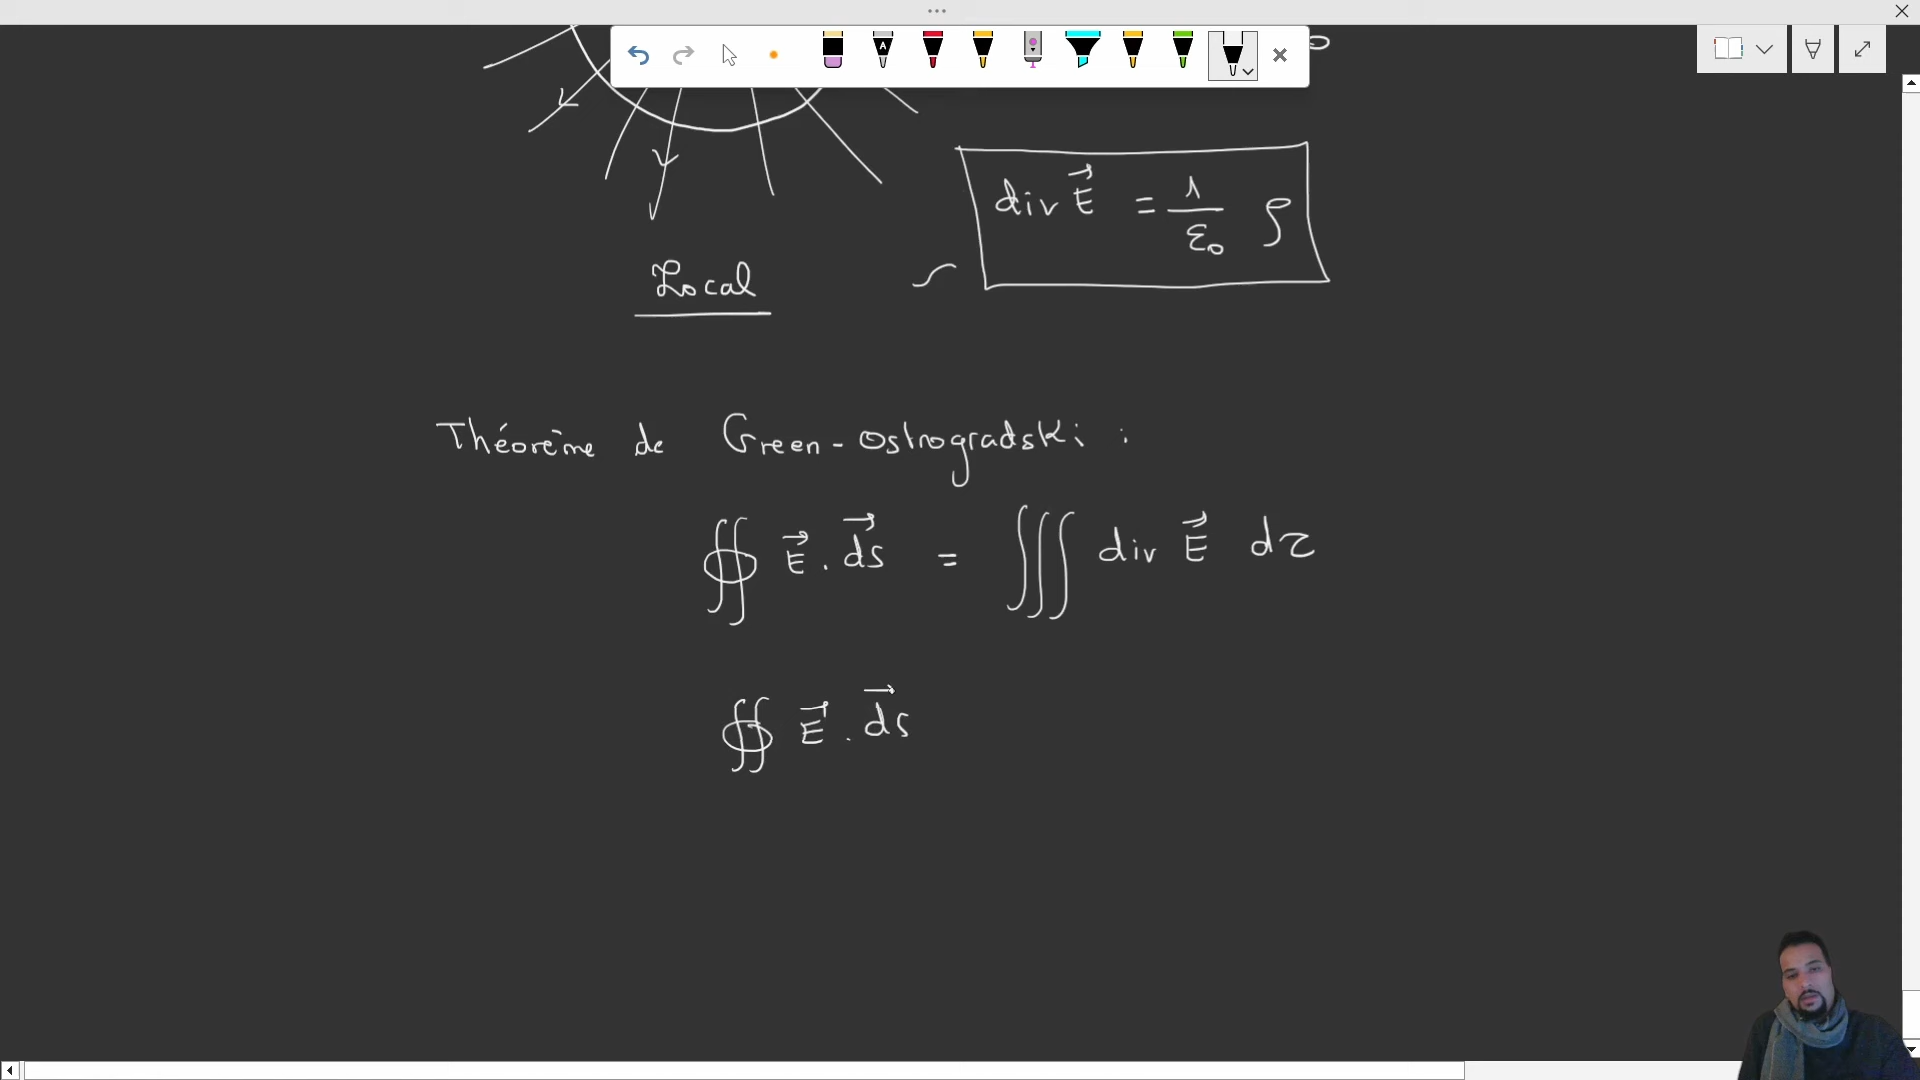 div E⃗ = 1/ε₀ ρ
Local
Théorème de Green-Ostrogradski :
∯ E⃗ . ds⃗ = ∭ div E⃗ dτ
∯ E⃗ . ds⃗